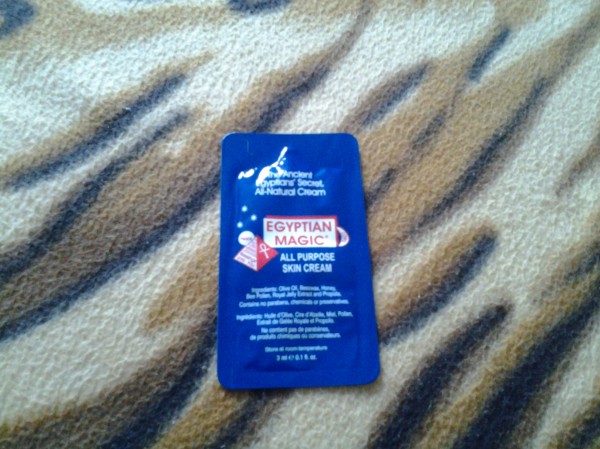 The Ancient
Egyptians' Secret,
All-Natural Cream
EGYPTIAN
MAGIC™
ALL PURPOSE
SKIN CREAM
Ingredients: Olive Oil, Beeswax, Honey,
Bee Pollen, Royal Jelly Extract and Propolis.
Contains no parabens, chemicals or preservatives.
Ingrédients: Huile d'Olive, Cire d'Abeille, Miel, Pollen,
Extrait de Gelée Royale et Propolis.
Ne contient pas de parabènes,
de produits chimiques ou conservateurs.
Store at room temperature
3 ml e 0.1 fl. oz.